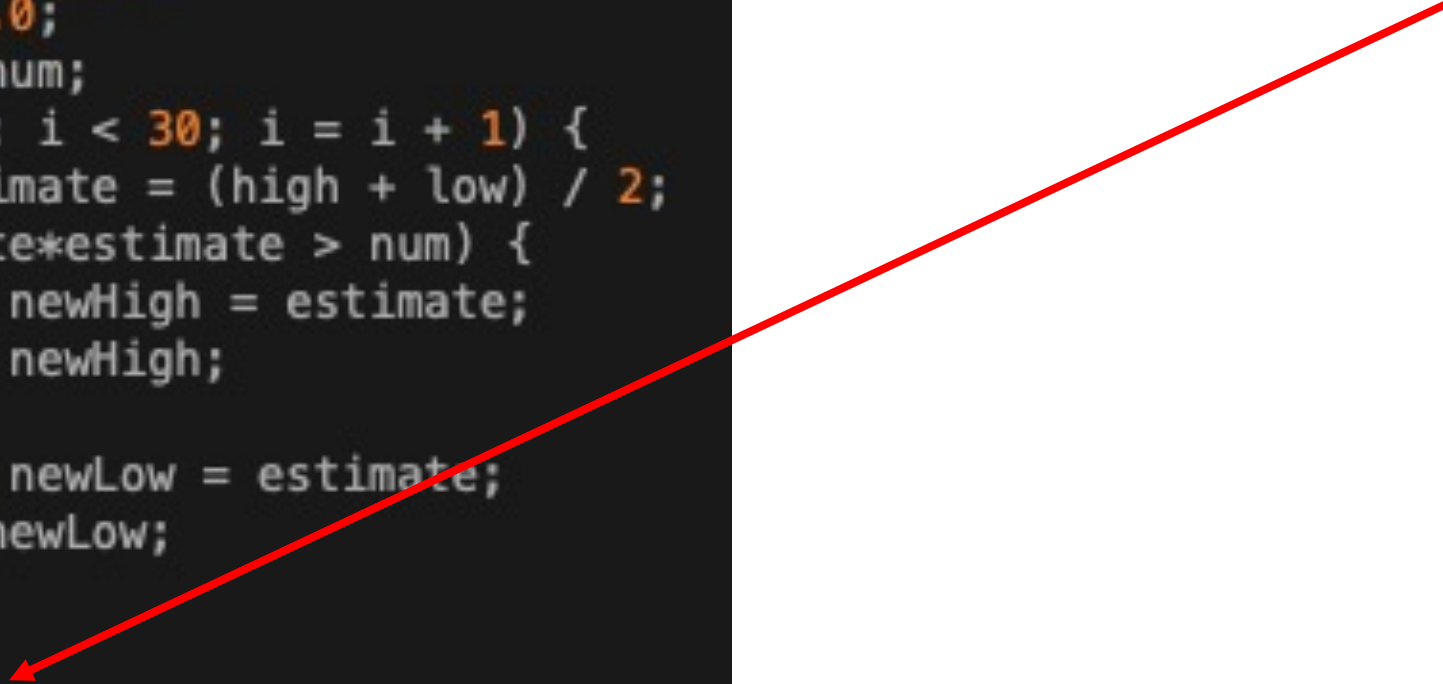 .0;
num;
; i < 30; i = i + 1) {
imate = (high + low) / 2;
te*estimate > num) {
newHigh = estimate;
newHigh;
newLow = estimate;
newLow;